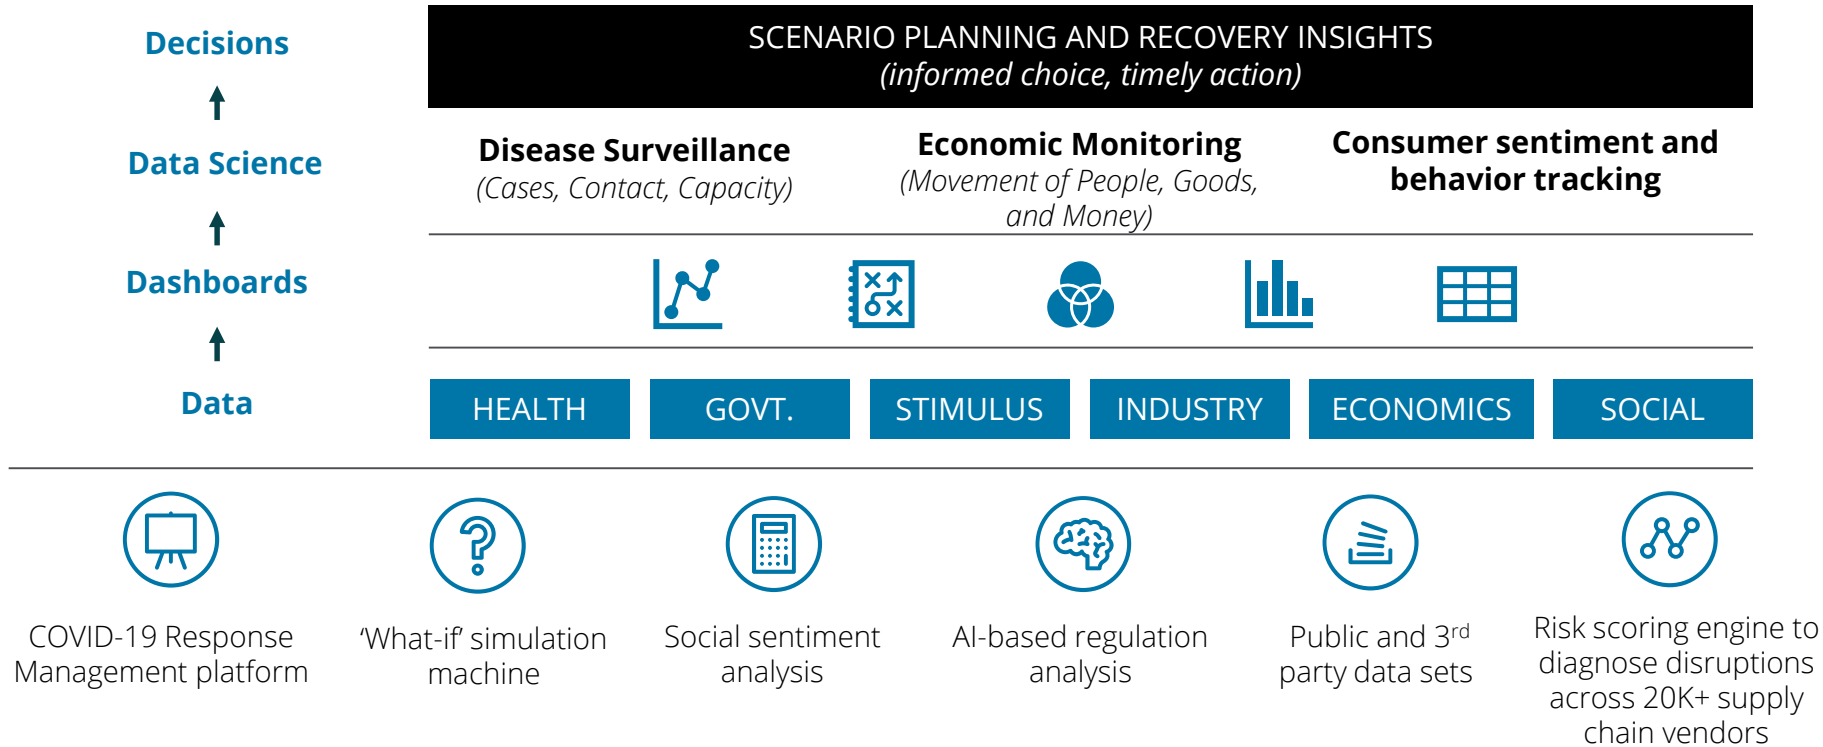 Decisions
SCENARIO PLANNING AND RECOVERY INSIGHTS
(informed choice, timely action)
Data Science
Disease Surveillance
(Cases, Contact, Capacity)
Economic Monitoring
(Movement of People, Goods,
and Money)
Consumer sentiment and
behavior tracking
Dashboards
Data
HEALTH
GOVT.
STIMULUS
INDUSTRY
ECONOMICS
SOCIAL
COVID-19 Response
Management platform
‘What-if’ simulation
machine
Social sentiment
analysis
AI-based regulation
analysis
Public and 3rd
party data sets
Risk scoring engine to
diagnose disruptions
across 20K+ supply
chain vendors